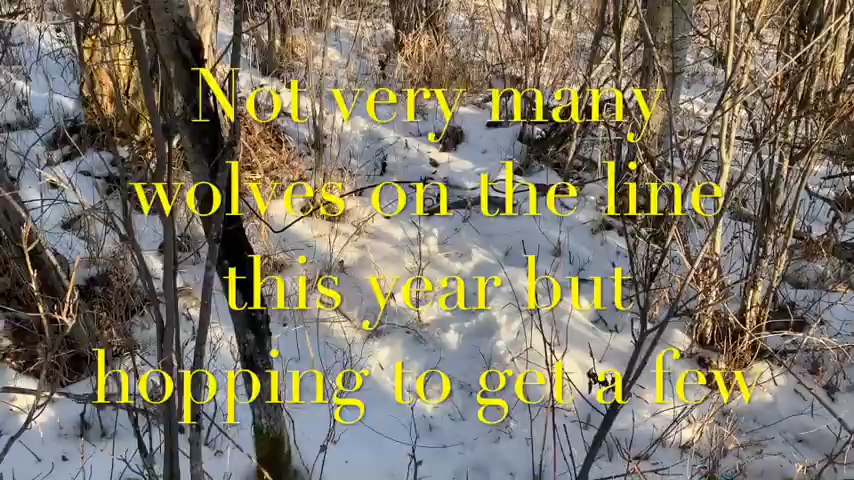 Not very many
wolves on the line
this year but
hopping to get a few